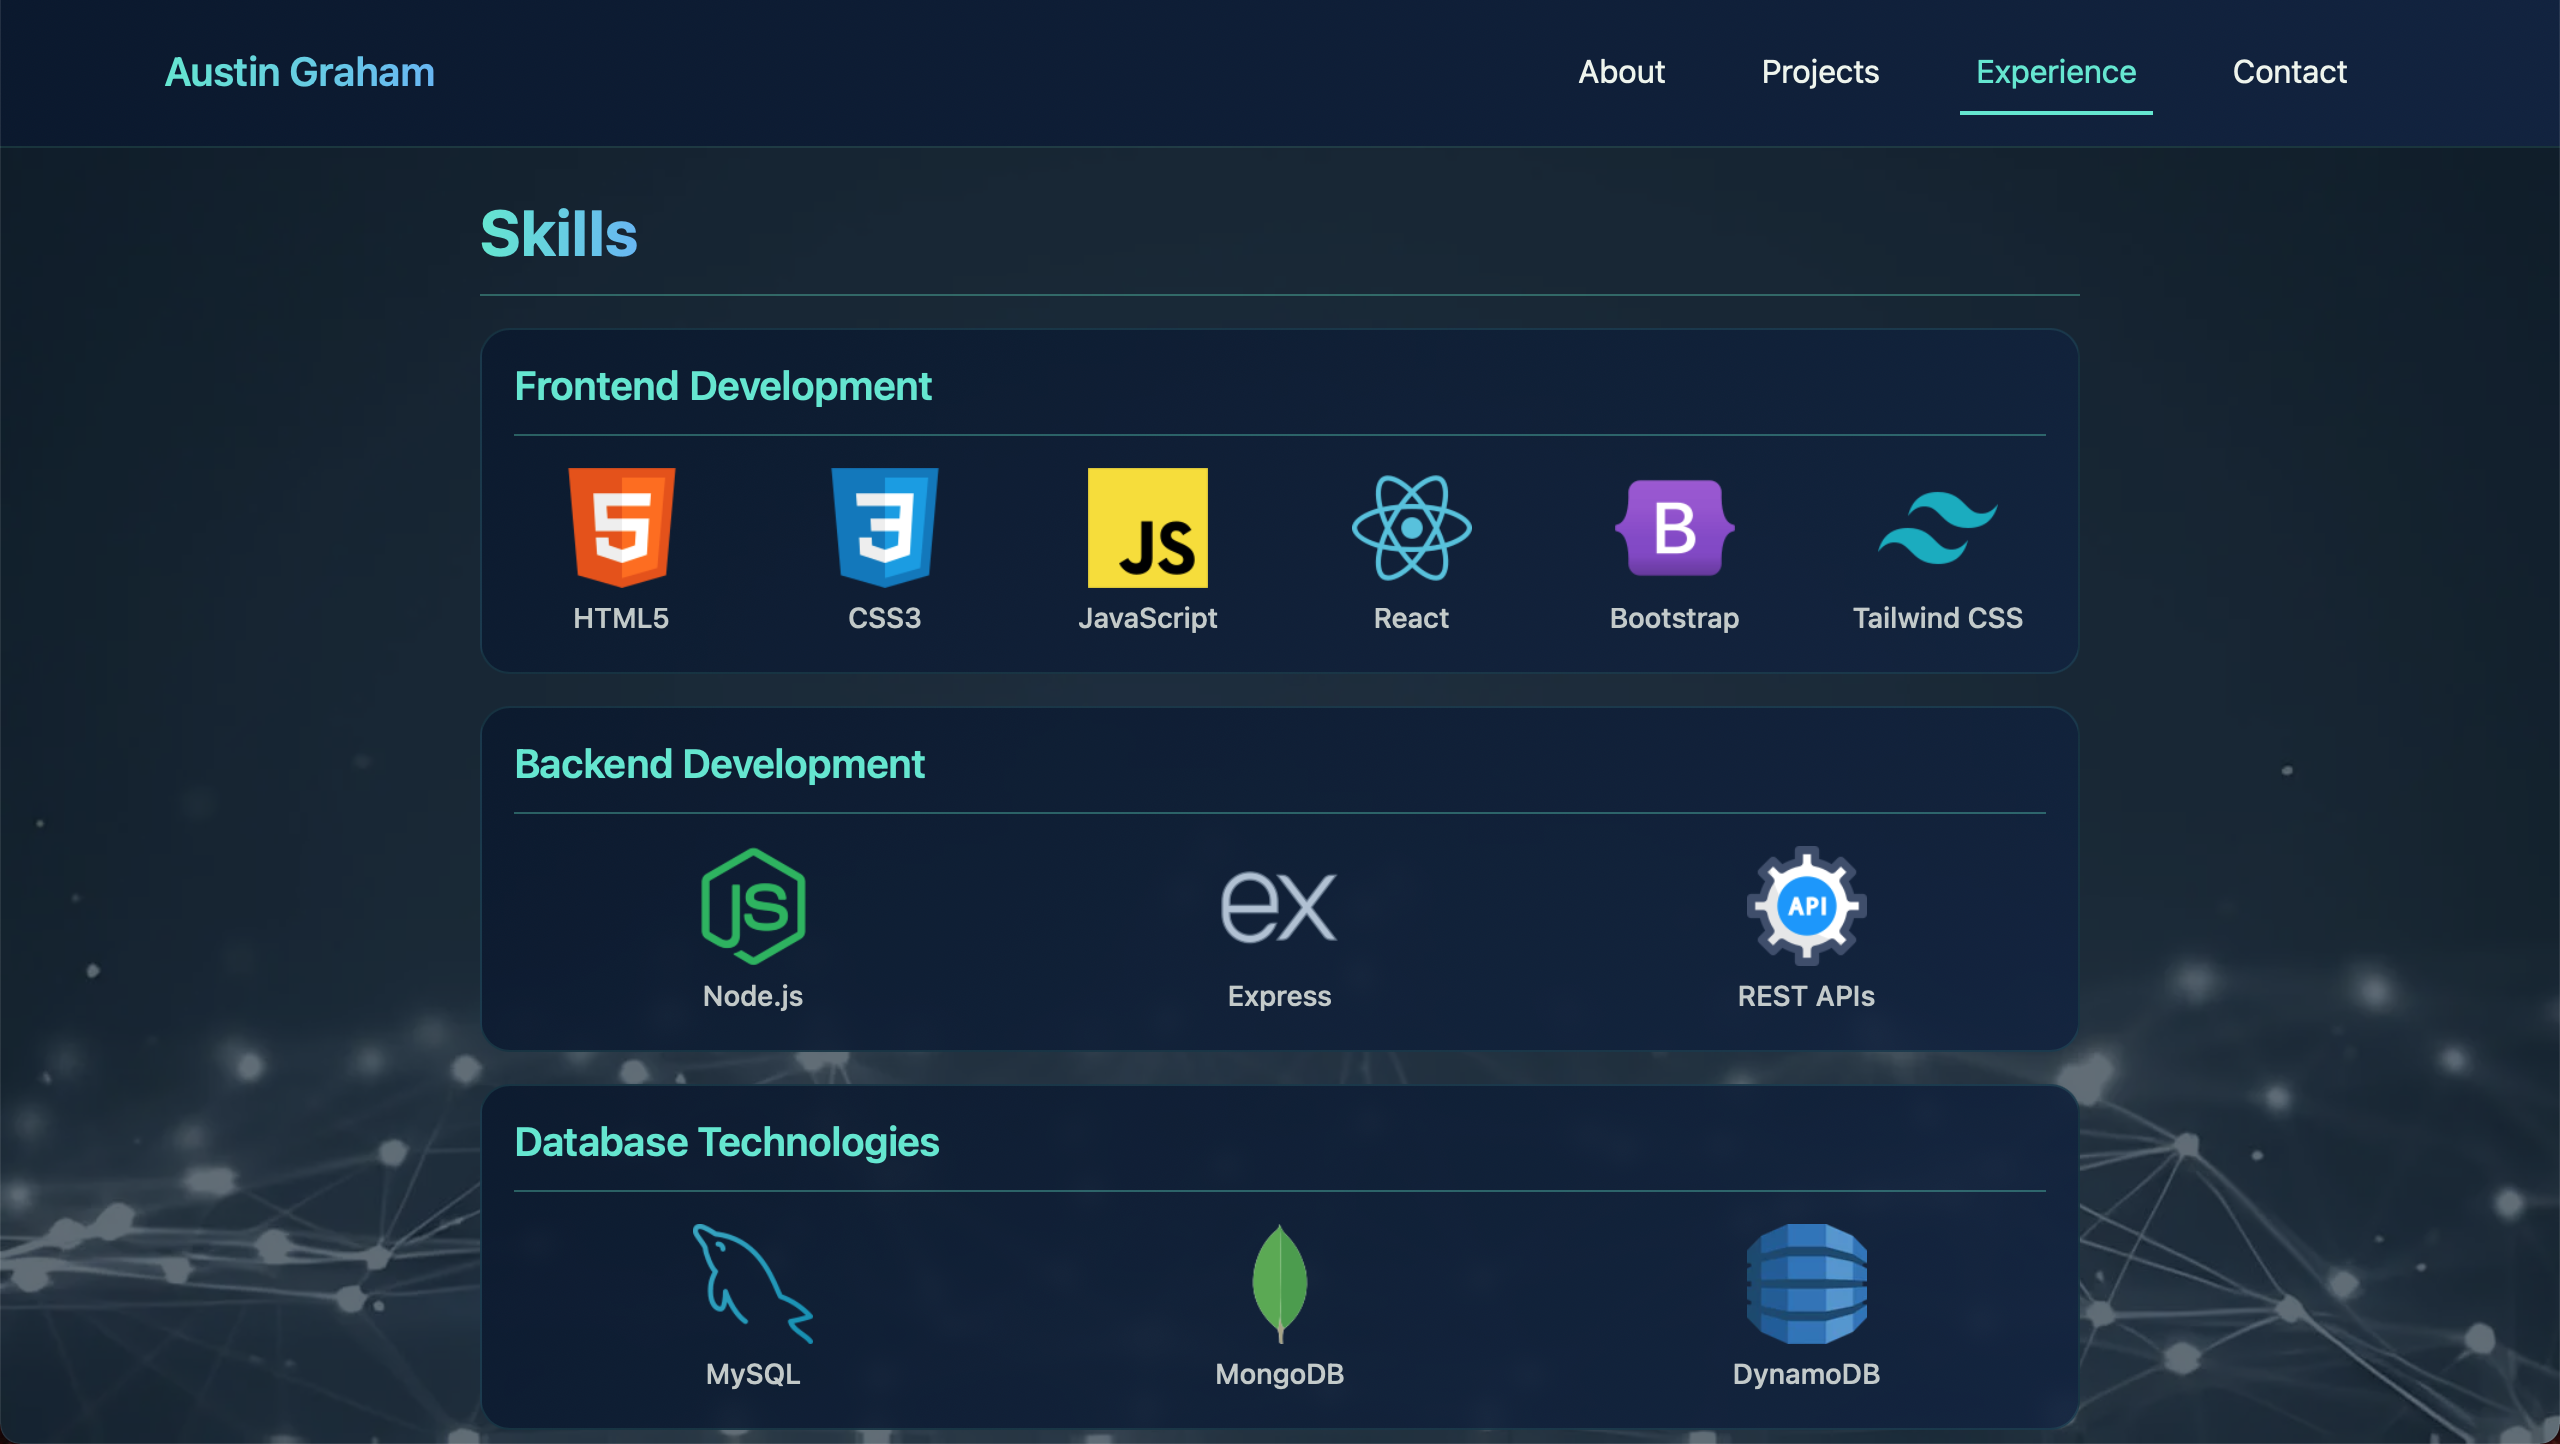 Austin Graham
About Projects Experience Contact
Skills
Frontend Development
5 3 JS B
HTML5 CSS3 JavaScript React Bootstrap Tailwind CSS
Backend Development
JS ex API
Node.js Express REST APIs
Database Technologies
MySQL MongoDB DynamoDB